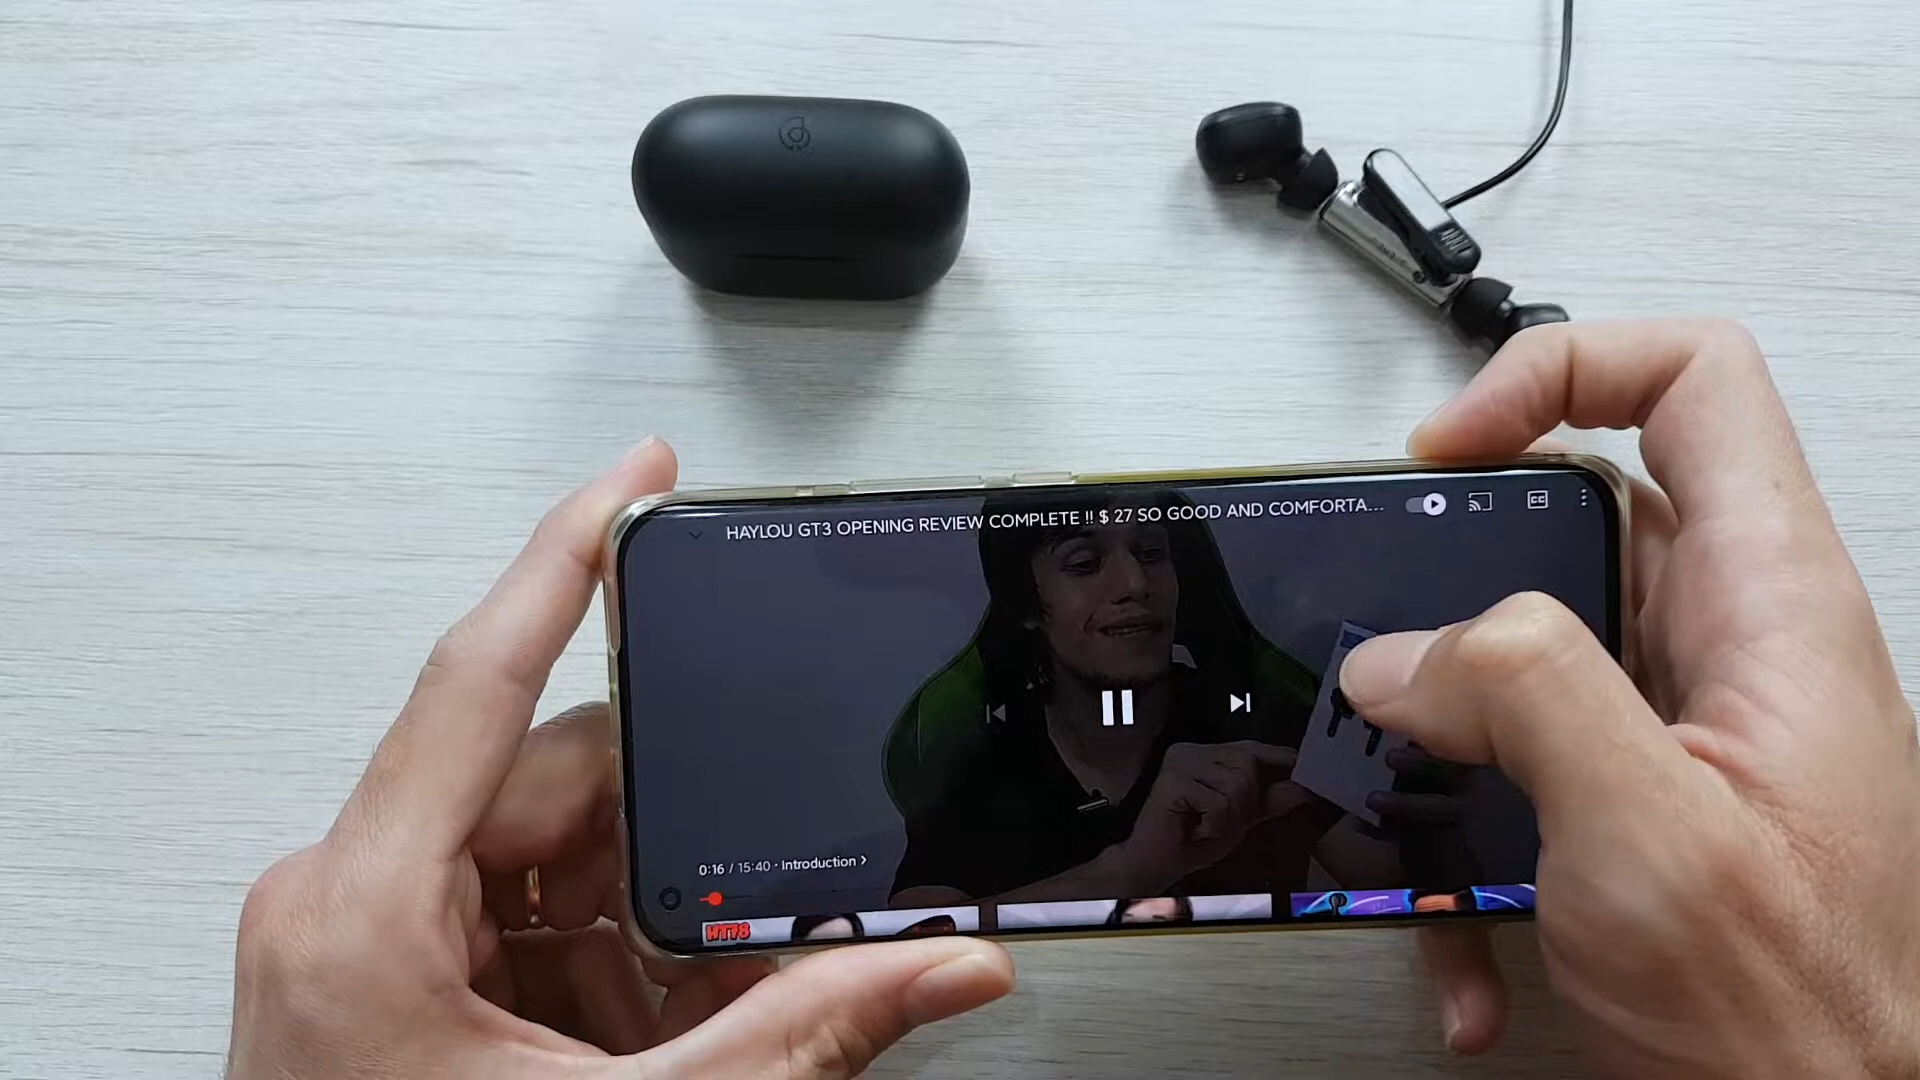 HAYLOU GT3 OPENING REVIEW COMPLETE !! $ 27 SO GOOD AND COMFORTA...
CC
0:16 / 15:40 · Introduction >
HT78